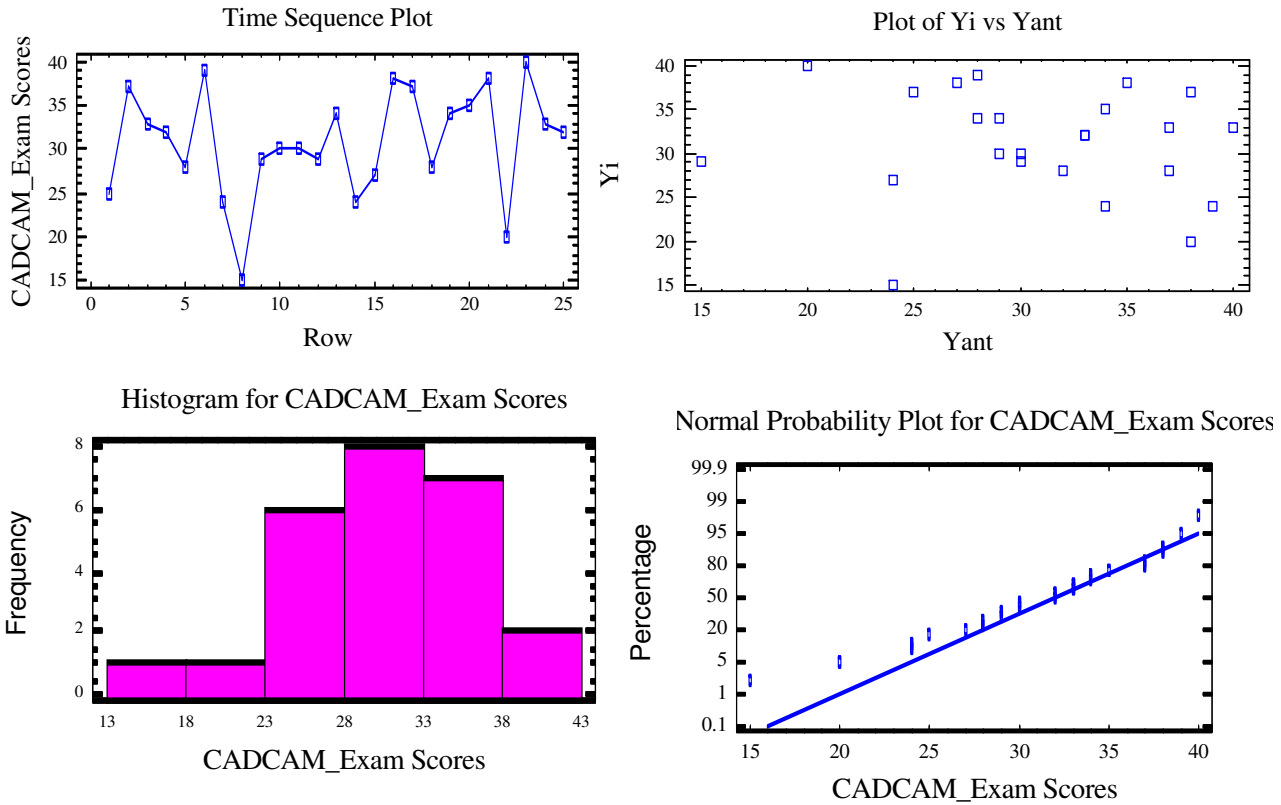 Time Sequence Plot
CADCAM_Exam Scores
40
35
30
25
20
15
0 5 10 15 20 25
Row
Plot of Yi vs Yant
Yi
40
35
30
25
20
15
15 20 25 30 35 40
Yant
Histogram for CADCAM_Exam Scores
Frequency
8
6
4
2
0
13 18 23 28 33 38 43
CADCAM_Exam Scores
Normal Probability Plot for CADCAM_Exam Scores
Percentage
99.9
99
95
80
50
20
5
1
0.1
15 20 25 30 35 40
CADCAM_Exam Scores